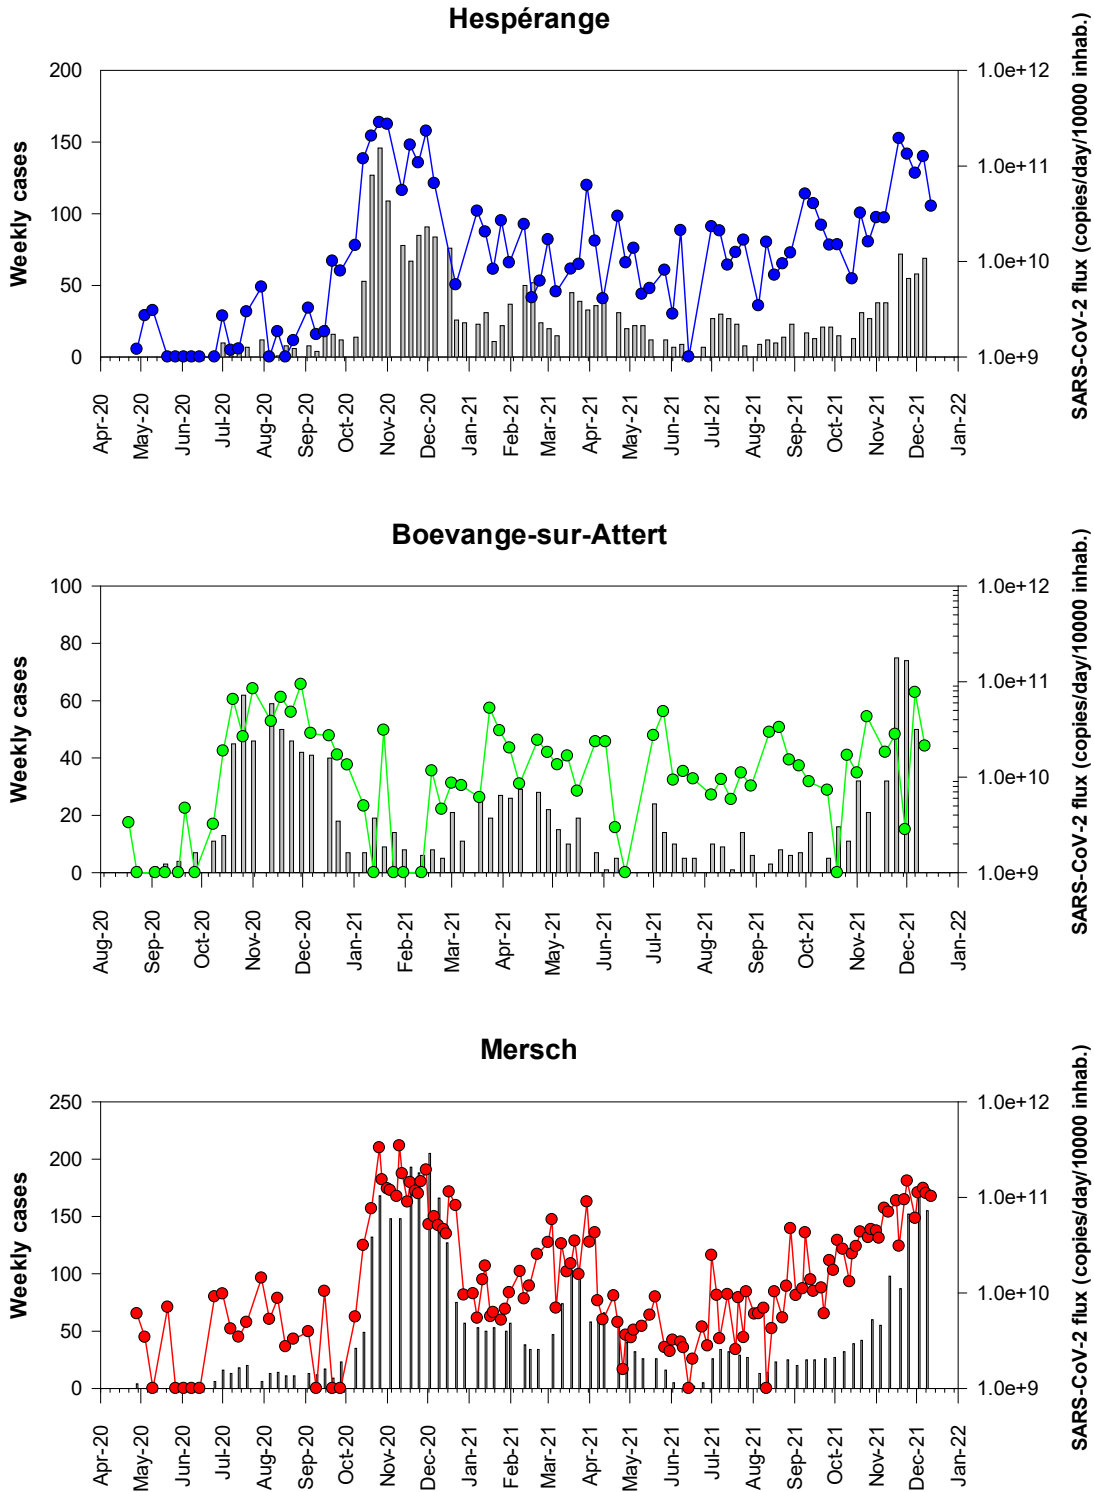 Hespérange
Weekly cases
SARS-CoV-2 flux (copies/day/10000 inhab.)
200
150
100
50
0
1.0e+12
1.0e+11
1.0e+10
1.0e+9
Apr-20
May-20
Jun-20
Jul-20
Aug-20
Sep-20
Oct-20
Nov-20
Dec-20
Jan-21
Feb-21
Mar-21
Apr-21
May-21
Jun-21
Jul-21
Aug-21
Sep-21
Oct-21
Nov-21
Dec-21
Jan-22
Boevange-sur-Attert
Weekly cases
SARS-CoV-2 flux (copies/day/10000 inhab.)
100
80
60
40
20
0
1.0e+12
1.0e+11
1.0e+10
1.0e+9
Aug-20
Sep-20
Oct-20
Nov-20
Dec-20
Jan-21
Feb-21
Mar-21
Apr-21
May-21
Jun-21
Jul-21
Aug-21
Sep-21
Oct-21
Nov-21
Dec-21
Jan-22
Mersch
Weekly cases
SARS-CoV-2 flux (copies/day/10000 inhab.)
250
200
150
100
50
0
1.0e+12
1.0e+11
1.0e+10
1.0e+9
Apr-20
May-20
Jun-20
Jul-20
Aug-20
Sep-20
Oct-20
Nov-20
Dec-20
Jan-21
Feb-21
Mar-21
Apr-21
May-21
Jun-21
Jul-21
Aug-21
Sep-21
Oct-21
Nov-21
Dec-21
Jan-22